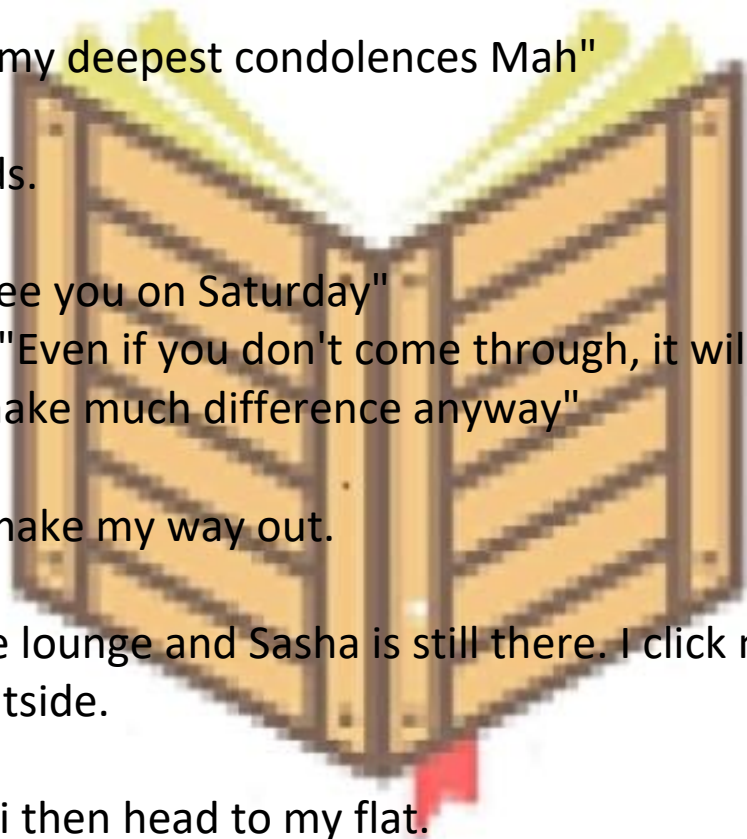 my deepest condolences Mah"
ds.
ee you on Saturday"
"Even if you don't come through, it wil
ake much difference anyway"
nake my way out.
e lounge and Sasha is still there. I click n
tside.
i then head to my flat.